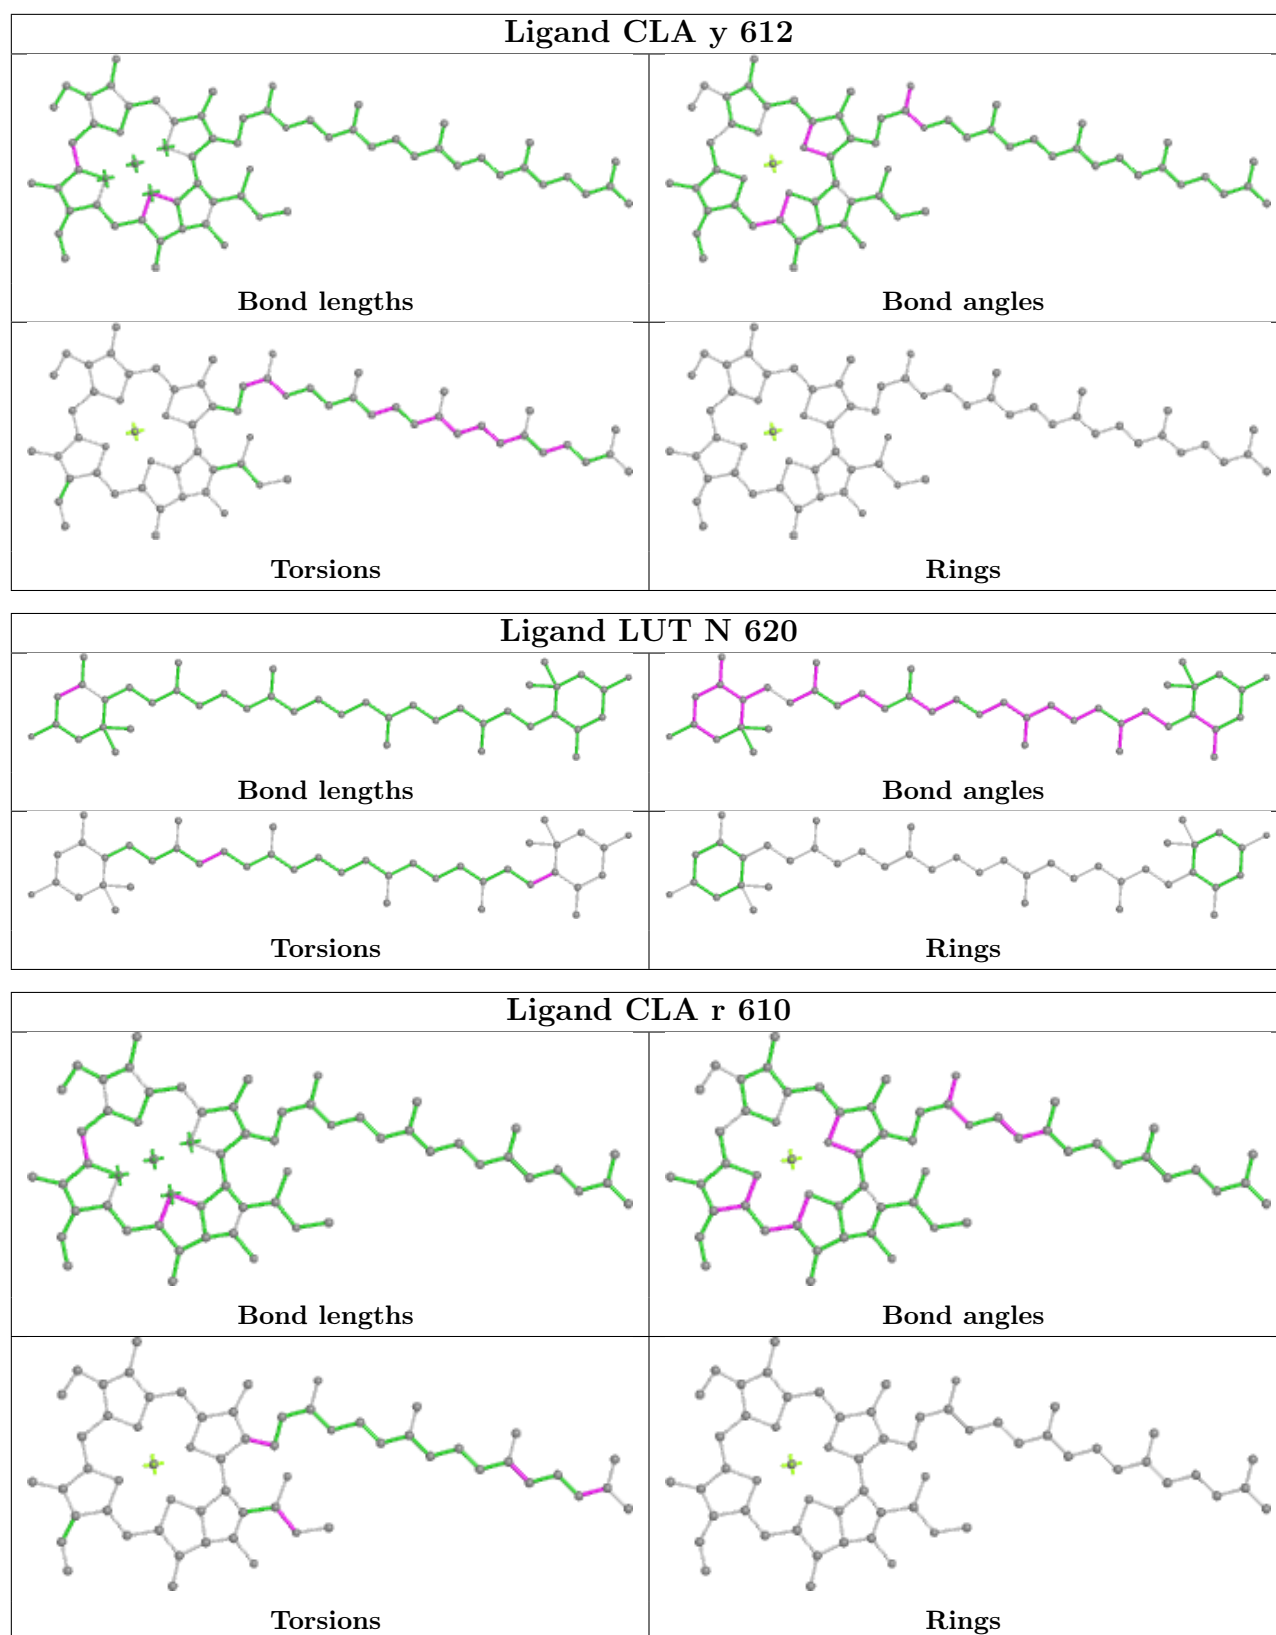 Ligand CLA y 612
Bond lengths
Bond angles
Torsions
Rings
Ligand LUT N 620
Bond lengths
Bond angles
Torsions
Rings
Ligand CLA r 610
Bond lengths
Bond angles
Torsions
Rings